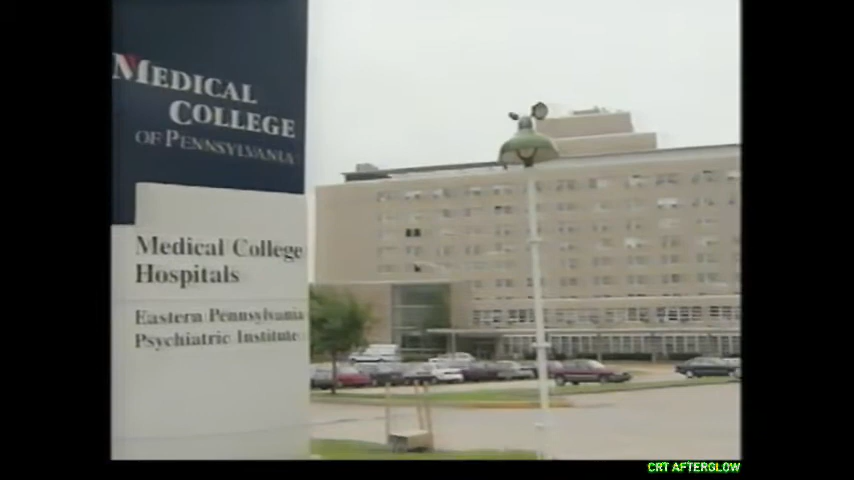 MEDICAL
COLLEGE
OF PENNSYLVANIA
Medical College
Hospitals
Eastern Pennsylvania
Psychiatric Institute
CRT AFTERGLOW